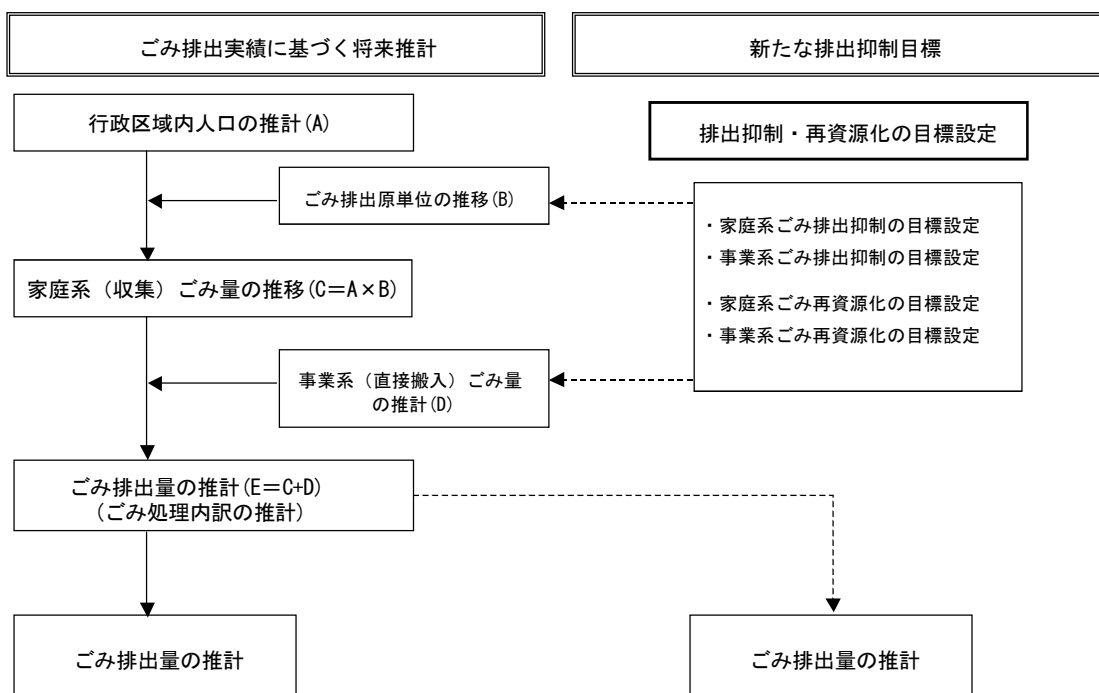 ごみ排出実績に基づく将来推計
新たな排出抑制目標
行政区域内人口の推計(A)
排出抑制・再資源化の目標設定
ごみ排出原単位の推移(B)
・家庭系ごみ排出抑制の目標設定
・事業系ごみ排出抑制の目標設定
・家庭系ごみ再資源化の目標設定
・事業系ごみ再資源化の目標設定
家庭系（収集）ごみ量の推移(C＝A×B)
事業系（直接搬入）ごみ量
の推計(D)
ごみ排出量の推計(E＝C+D)
（ごみ処理内訳の推計）
ごみ排出量の推計
ごみ排出量の推計